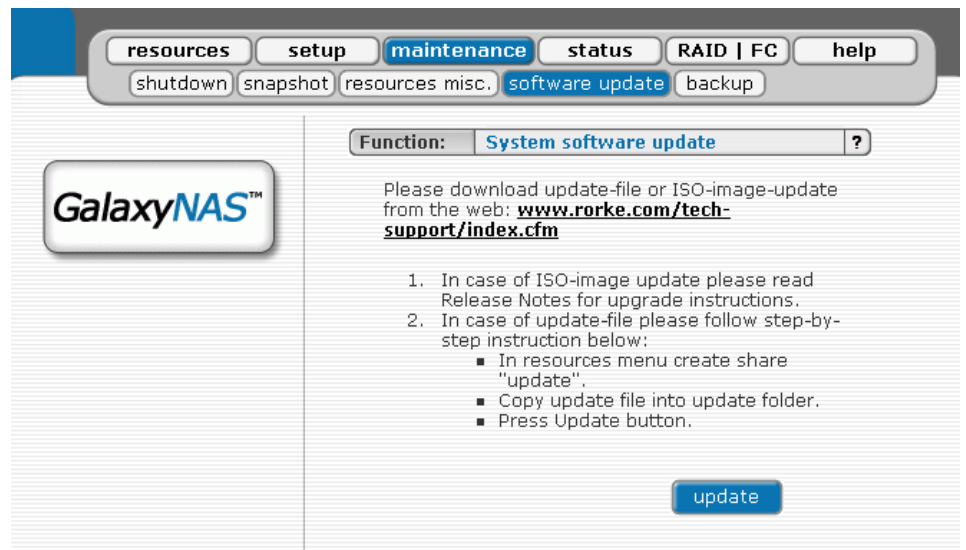 resources setup maintenance status RAID | FC help
shutdown snapshot resources misc. software update backup
Function: System software update ?
GalaxyNAS™
Please download update-file or ISO-image-update
from the web: www.rorke.com/tech-
support/index.cfm
1. In case of ISO-image update please read
Release Notes for upgrade instructions.
2. In case of update-file please follow step-by-
step instruction below:
▪ In resources menu create share
"update".
▪ Copy update file into update folder.
▪ Press Update button.
update